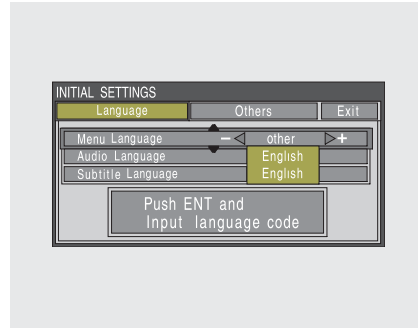 INITIAL SETTINGS
Language Others Exit
Menu Language – other +
Audio Language English
Subtitle Language English
Push ENT and
Input language code